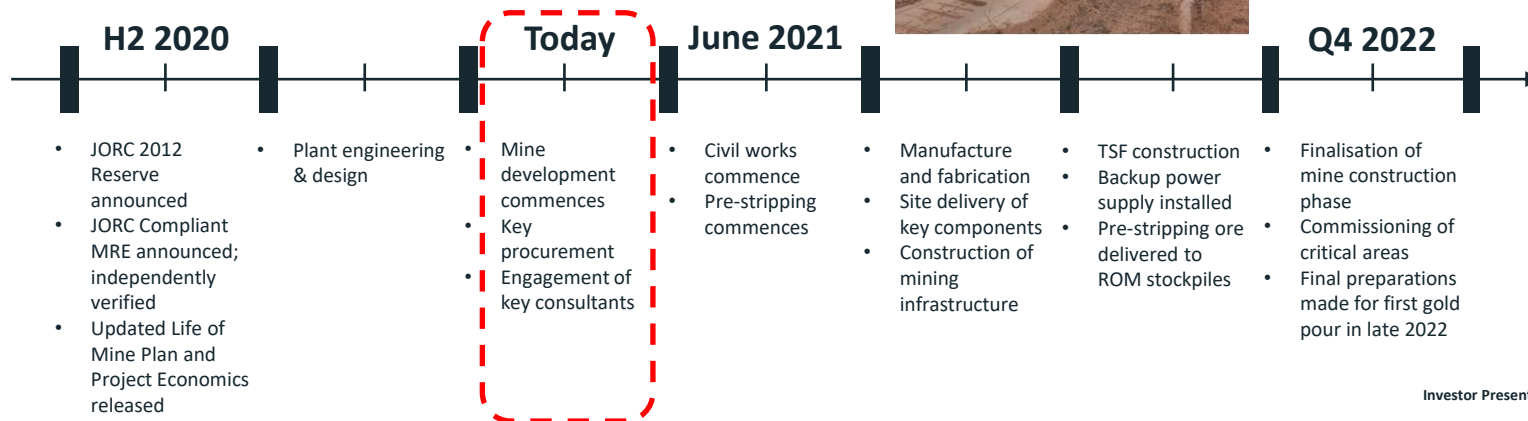 H2 2020
Today
June 2021
Q4 2022
• JORC 2012
Reserve
announced
• JORC Compliant
MRE announced;
independently
verified
• Updated Life of
Mine Plan and
Project Economics
released
• Plant engineering
& design
• Mine
development
commences
• Key
procurement
• Engagement of
key consultants
• Civil works
commence
• Pre-stripping
commences
• Manufacture
and fabrication
• Site delivery of
key components
• Construction of
mining
infrastructure
• TSF construction
• Backup power
supply installed
• Pre-stripping ore
delivered to
ROM stockpiles
• Finalisation of
mine construction
phase
• Commissioning of
critical areas
• Final preparations
made for first gold
pour in late 2022
Investor Present